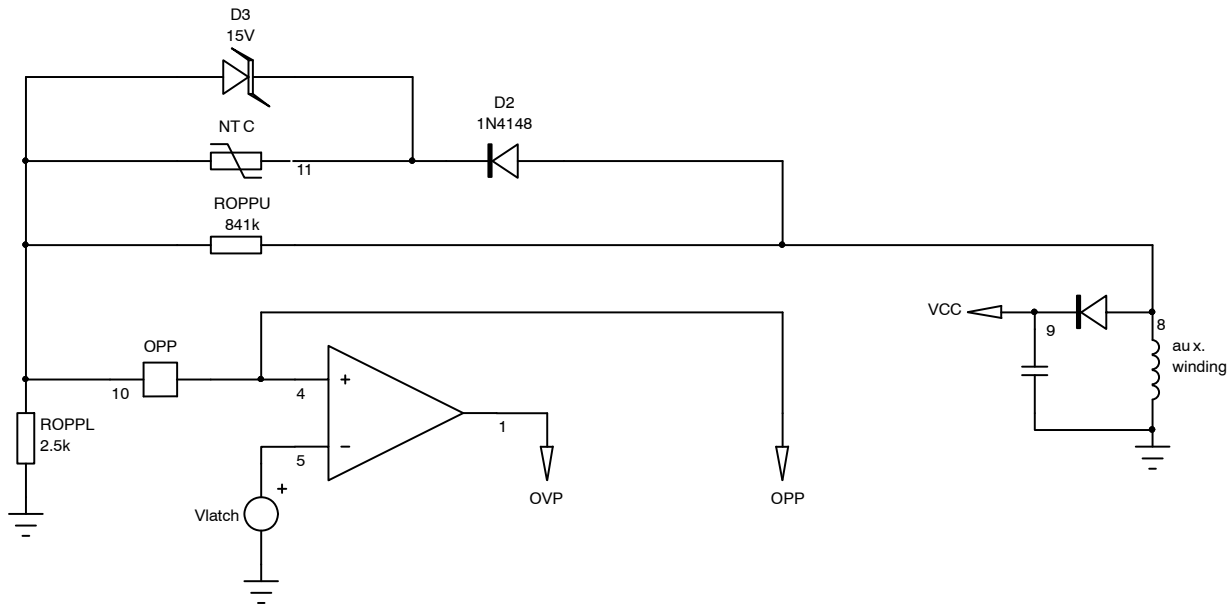 D3
15V
D2
1N4148
NTC
11
ROPPU
841k
VCC
9
8
aux.
winding
OPP
10
+
4
ROPPL
2.5k
1
−
5
+
Vlatch
OVP
OPP